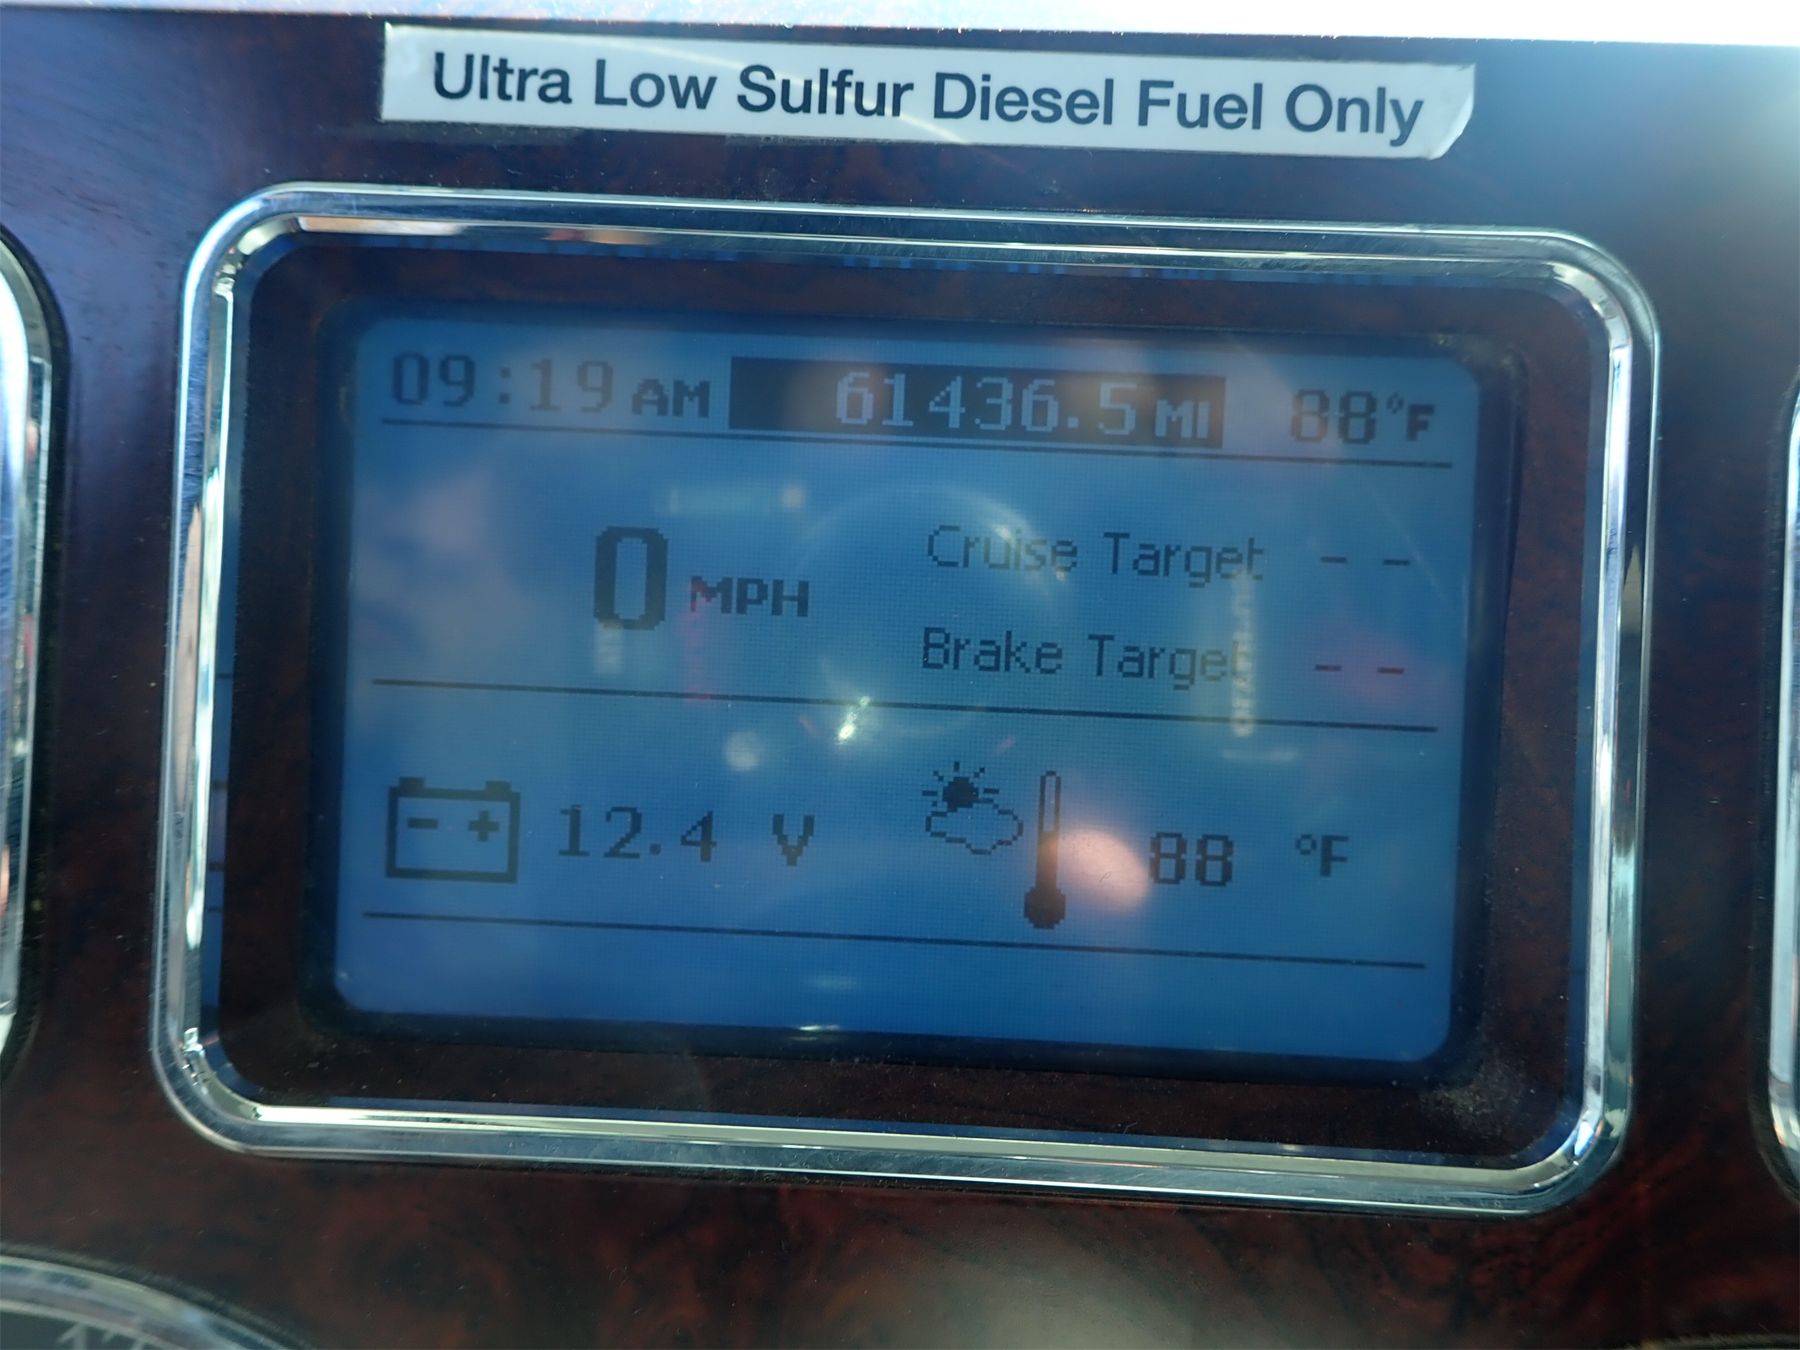 Ultra Low Sulfur Diesel Fuel Only
09:19 AM 61436.5 MI 88°F
0 MPH
Cruise Target - -
Brake Target - -
- + 12.4 V 88 °F